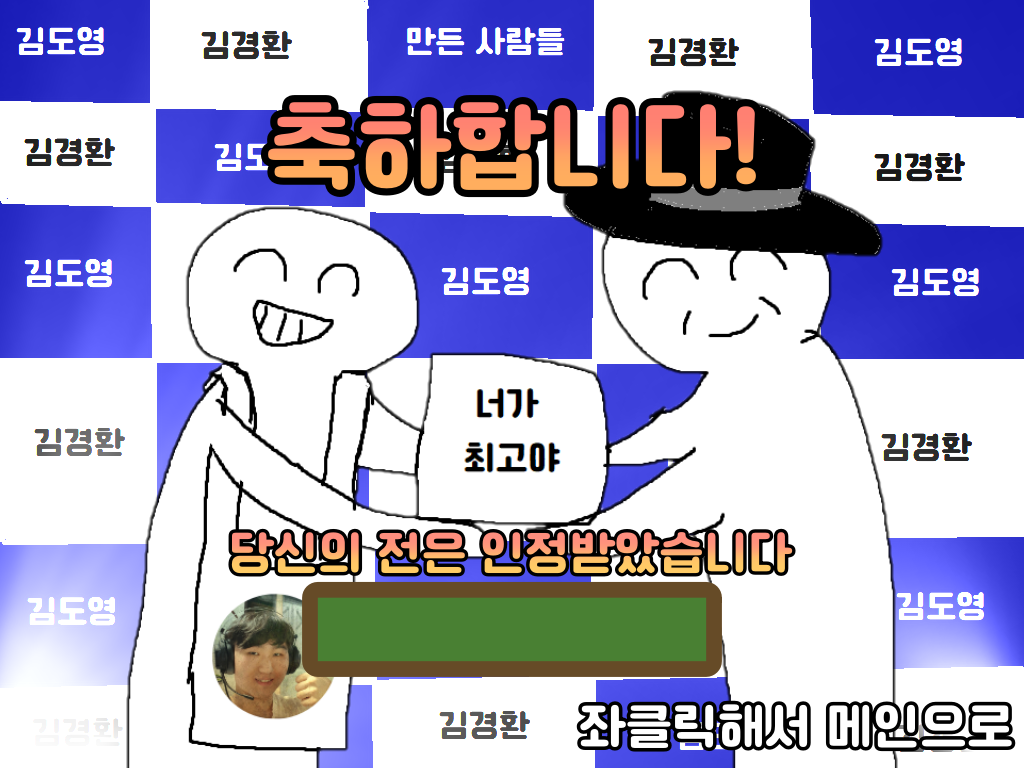 김도영 김경환 만든 사람들 김경환 김도영
축하합니다!
김경환 김도 김경환
김도영 김도영 김도영
너가
최고야
김경환 김경환
당신의 전은 인정받았습니다
김도영 김도영
김경환 김경환
좌클릭해서 메인으로